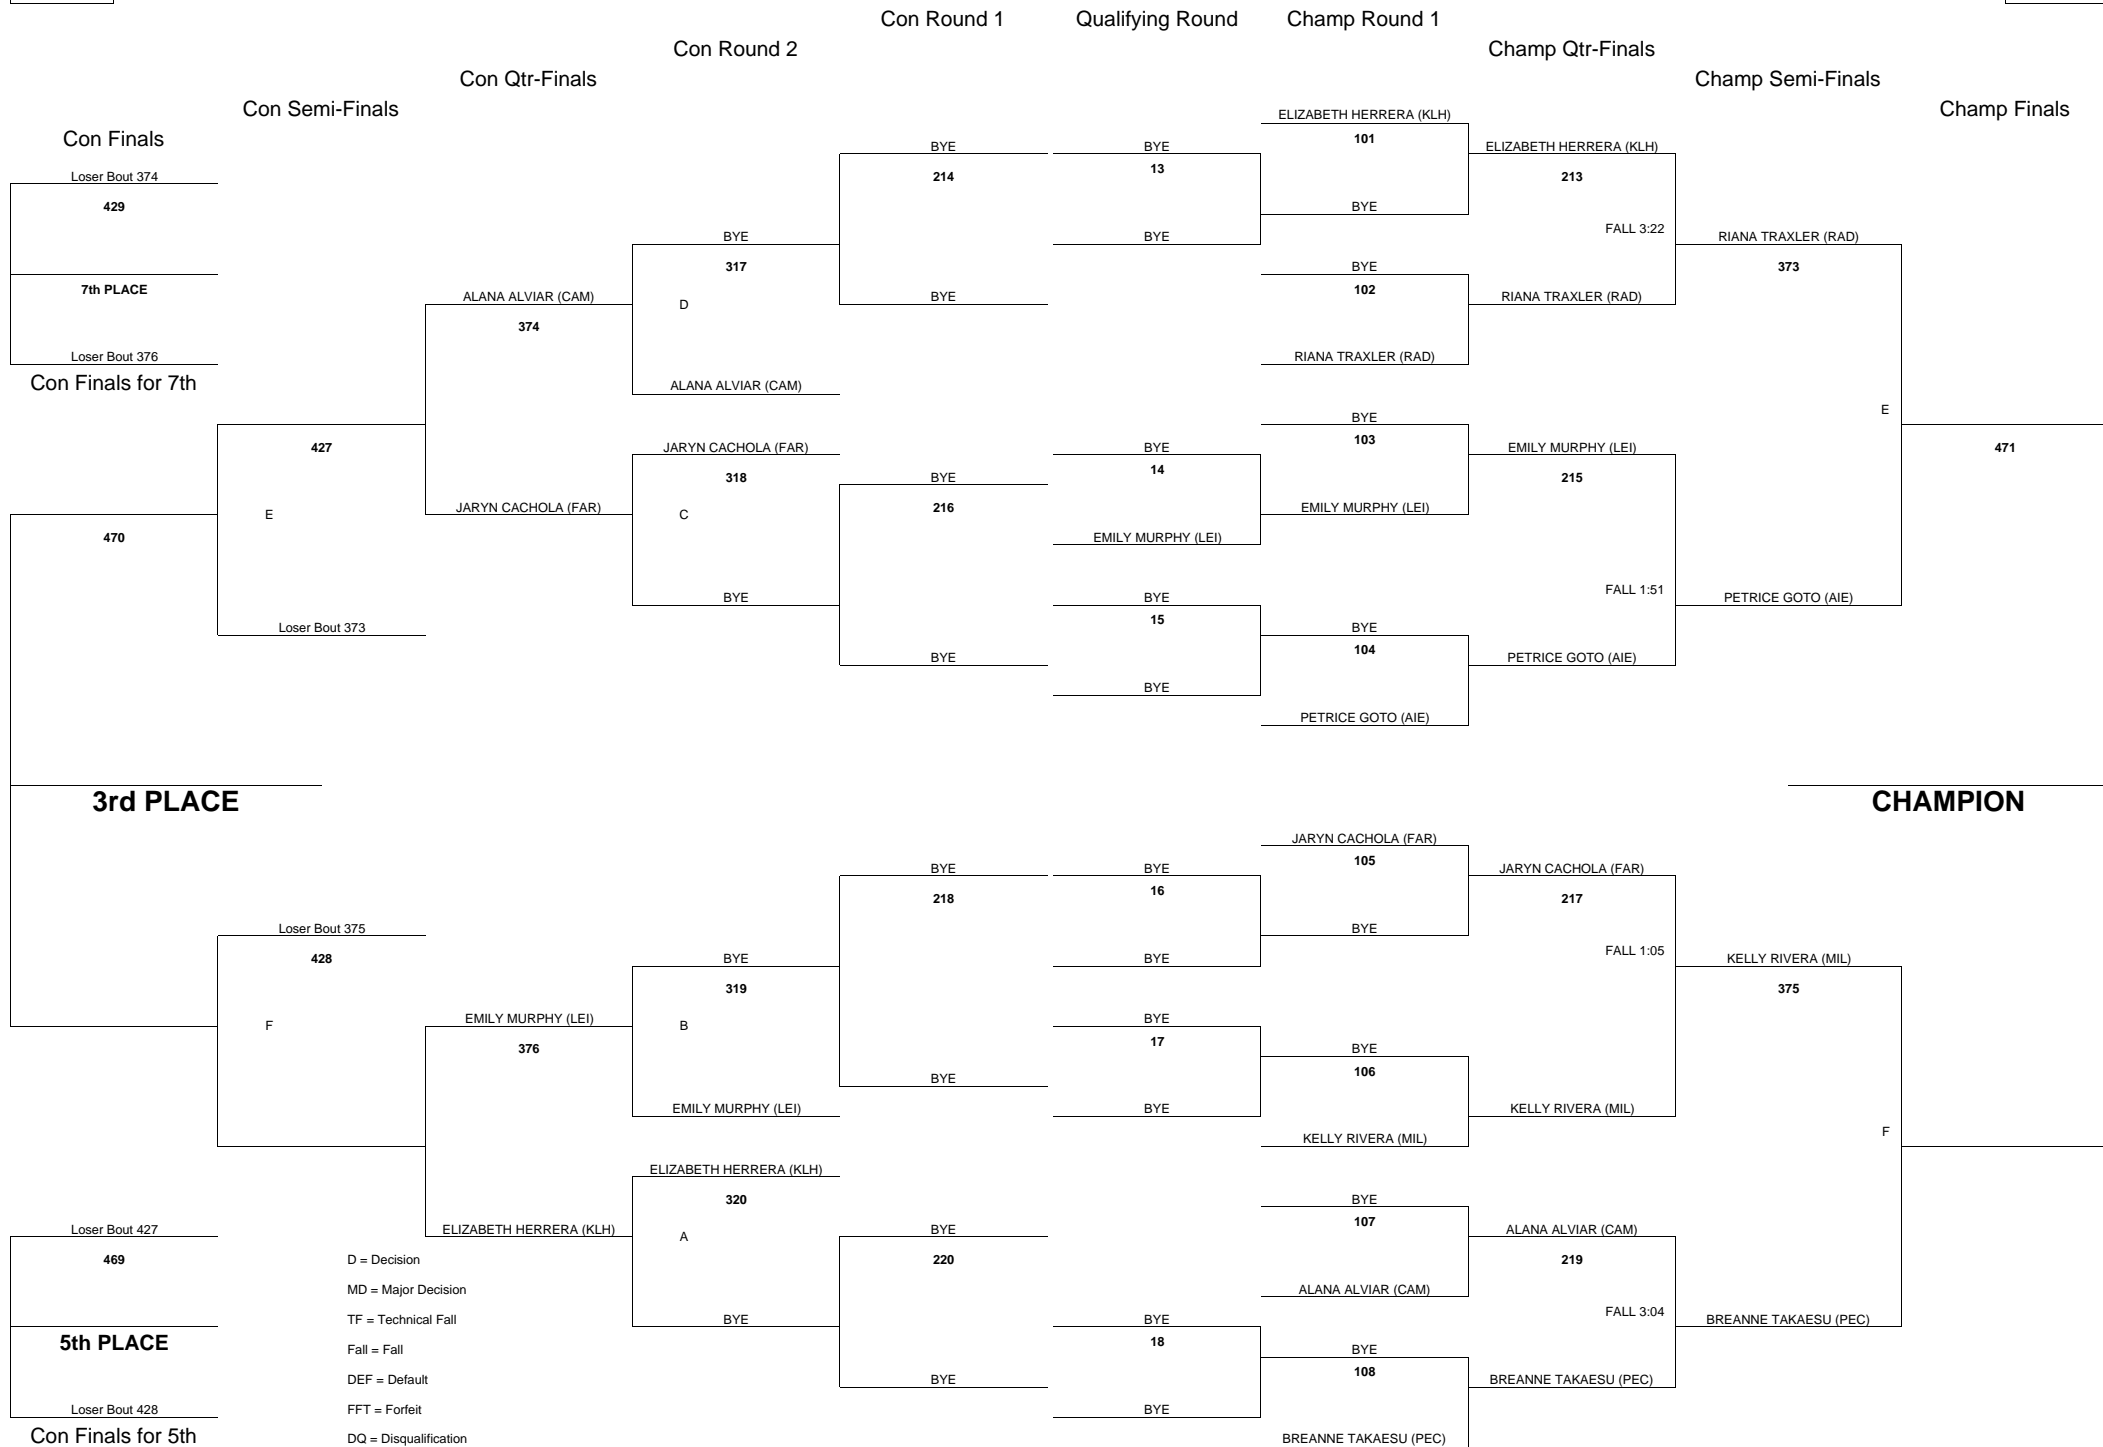 Con Round 1
Qualifying Round
Champ Round 1
Con Round 2
Champ Qtr-Finals
Con Qtr-Finals
Champ Semi-Finals
Con Semi-Finals
Champ Finals
Con Finals
Loser Bout 374
429
7th PLACE
Loser Bout 376
Con Finals for 7th
470
3rd PLACE
Loser Bout 427
469
5th PLACE
Loser Bout 428
Con Finals for 5th
427
E
Loser Bout 373
Loser Bout 375
428
F
D = Decision
MD = Major Decision
TF = Technical Fall
Fall = Fall
DEF = Default
FFT = Forfeit
DQ = Disqualification
ALANA ALVIAR (CAM)
374
JARYN CACHOLA (FAR)
EMILY MURPHY (LEI)
376
ELIZABETH HERRERA (KLH)
BYE
317
D
ALANA ALVIAR (CAM)
JARYN CACHOLA (FAR)
318
C
BYE
BYE
319
B
EMILY MURPHY (LEI)
ELIZABETH HERRERA (KLH)
320
A
BYE
BYE
214
BYE
BYE
216
BYE
BYE
218
BYE
BYE
220
BYE
BYE
13
BYE
BYE
14
EMILY MURPHY (LEI)
BYE
15
BYE
BYE
16
BYE
BYE
17
BYE
BYE
18
BYE
ELIZABETH HERRERA (KLH)
101
BYE
BYE
102
RIANA TRAXLER (RAD)
BYE
103
EMILY MURPHY (LEI)
BYE
104
PETRICE GOTO (AIE)
JARYN CACHOLA (FAR)
105
BYE
BYE
106
KELLY RIVERA (MIL)
BYE
107
ALANA ALVIAR (CAM)
BYE
108
BREANNE TAKAESU (PEC)
ELIZABETH HERRERA (KLH)
213
FALL 3:22
RIANA TRAXLER (RAD)
EMILY MURPHY (LEI)
215
FALL 1:51
PETRICE GOTO (AIE)
JARYN CACHOLA (FAR)
217
FALL 1:05
KELLY RIVERA (MIL)
ALANA ALVIAR (CAM)
219
FALL 3:04
BREANNE TAKAESU (PEC)
RIANA TRAXLER (RAD)
373
E
PETRICE GOTO (AIE)
KELLY RIVERA (MIL)
375
F
BREANNE TAKAESU (PEC)
471
CHAMPION